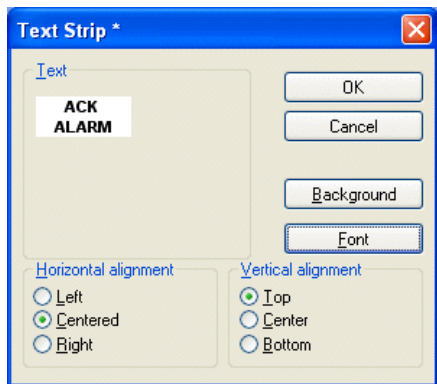 Text Strip *
Text
ACK
ALARM
OK
Cancel
Background
Font
Horizontal alignment
Left
Centered
Right
Vertical alignment
Top
Center
Bottom